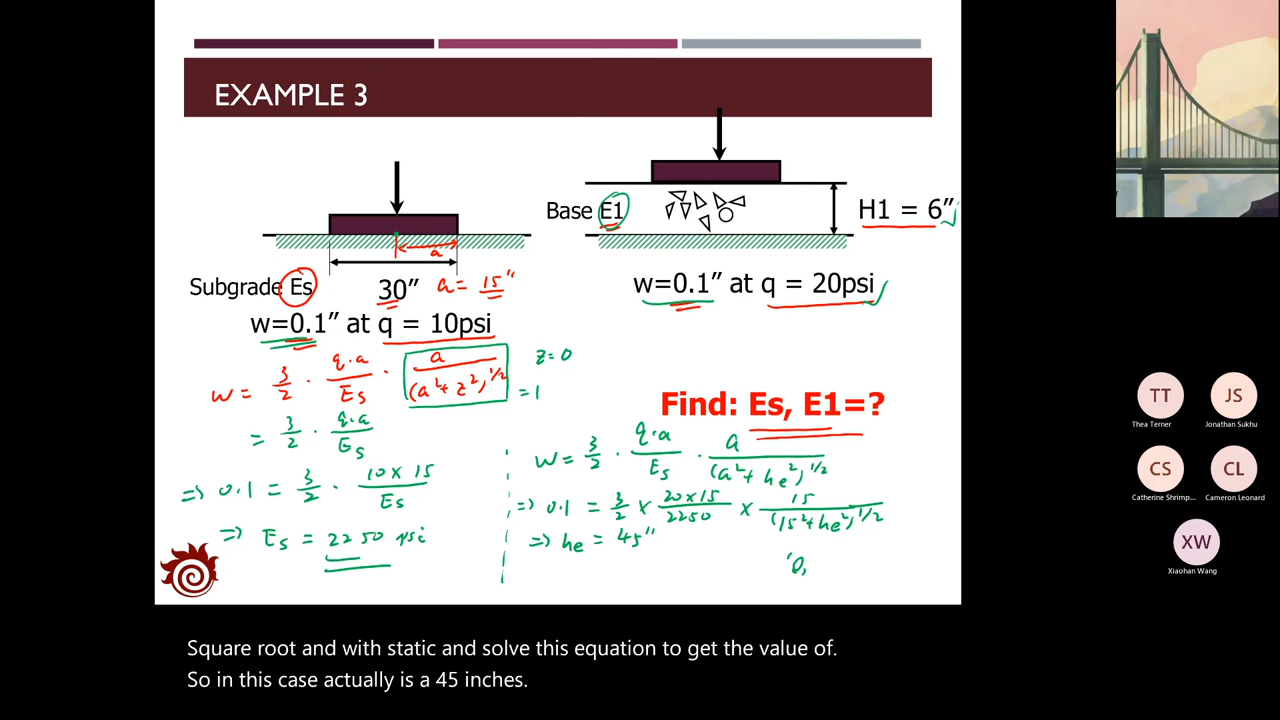 EXAMPLE 3
Base E1
H1 = 6”
a
Subgrade Es
30”
a = 15"
w=0.1” at q = 10psi
w=0.1” at q = 20psi
w = 3/2 · q·a/Es · a/(a²+z²)^1/2
z=0
=1
= 3/2 · q·a/Es
=> 0.1 = 3/2 · 10×15/Es
=> Es = 2250 psi
Find: Es, E1=?
w = 3/2 · q·a/Es · a/(a²+he²)^1/2
=> 0.1 = 3/2 × 20×15/2250 × 15/(15²+he²)^1/2
=> he = 45"
TT
Thea Terner
JS
Jonathan Sukhu
CS
Catherine Shrimp...
CL
Cameron Leonard
XW
Xiaohan Wang
Square root and with static and solve this equation to get the value of.
So in this case actually is a 45 inches.